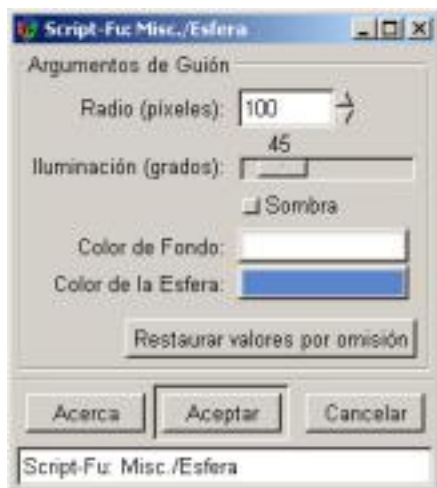 Script-Fu: Misc./Esfera
Argumentos de Guión
Radio (píxeles): 100
45
Iluminación (grados):
Sombra
Color de Fondo:
Color de la Esfera:
Restaurar valores por omisión
Acerca Aceptar Cancelar
Script-Fu: Misc./Esfera